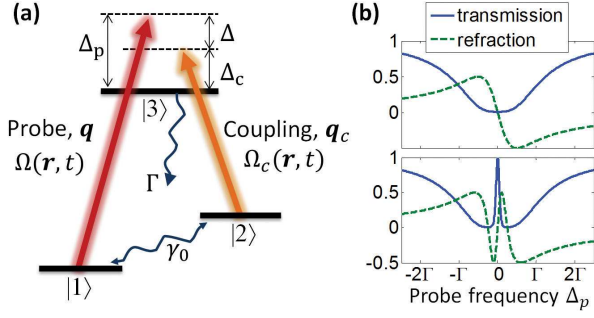 (a)
Δp
Δ
Δc
|3⟩
Probe, q
Ω(r, t)
Coupling, qc
Ωc(r, t)
Γ
|2⟩
γ0
|1⟩
(b)
transmission
refraction
1
0.5
0
-0.5
1
0.5
0
0.5
-2Γ -Γ 0 Γ 2Γ
Probe frequency Δp